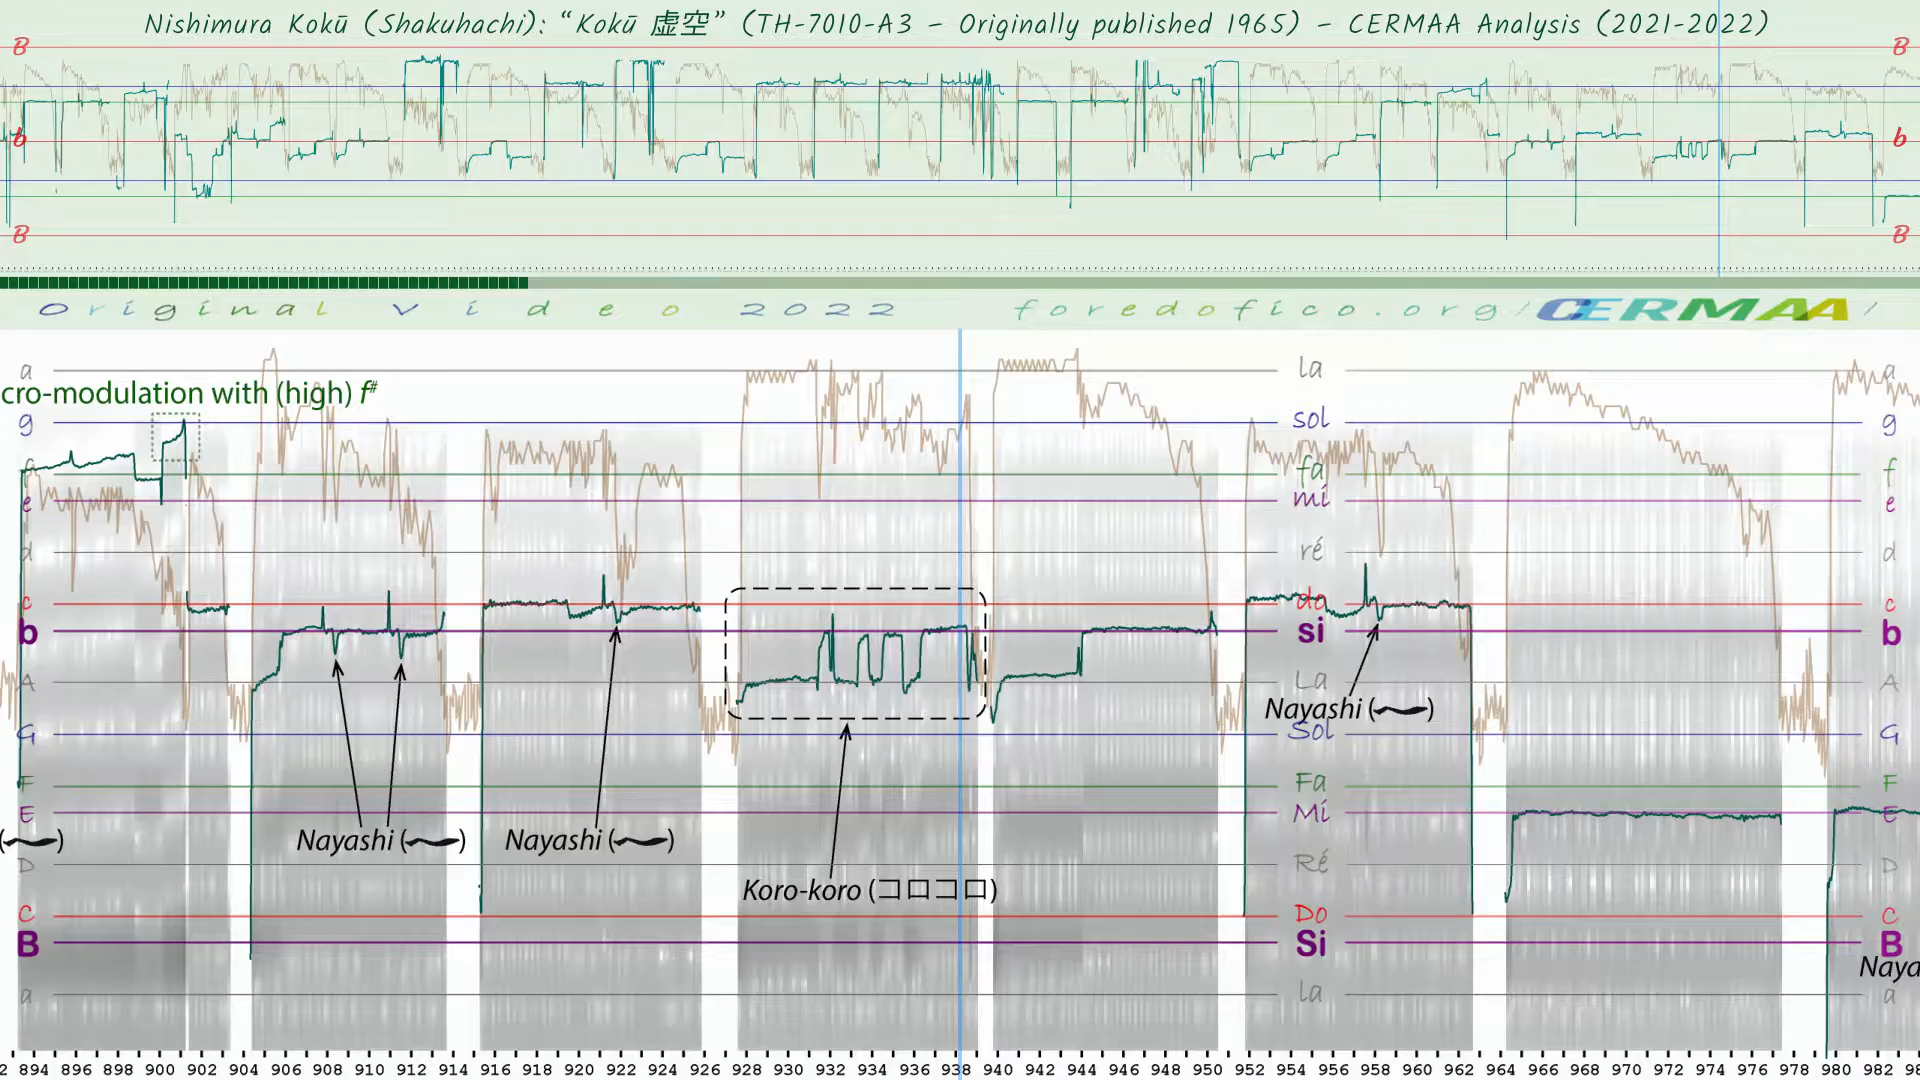 Nishimura Kokū (Shakuhachi): “Kokū 虚空” (TH-7010-A3 – Originally published 1965) – CERMAA Analysis (2021-2022)
B B
b b
B B
Original Video 2022 foredofico.org/CERMAA/
a la a
cro-modulation with (high) f#
g sol g
fa f
e mi e
d ré d
c do c
b si b
A La A
Nayashi ( )
G Sol G
F Fa F
E Mi E
( ) Nayashi ( ) Nayashi ( )
D Ré D
Koro-koro (コロコロ)
C Do C
B Si B
Naya
a la a
2 894 896 898 900 902 904 906 908 910 912 914 916 918 920 922 924 926 928 930 932 934 936 938 940 942 944 946 948 950 952 954 956 958 960 962 964 966 968 970 972 974 976 978 980 982 98